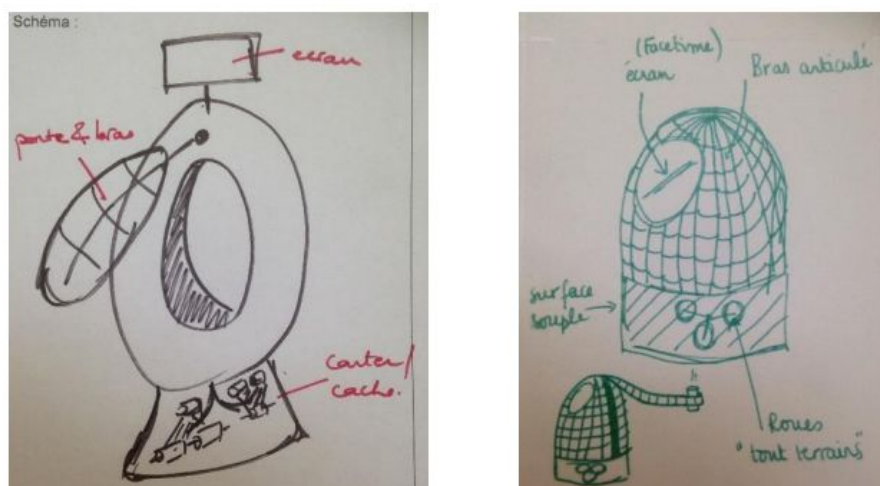 Schéma :
ecran
porte & bras
carter/
cache.
(Facetime)
écran
Bras articulé
surface
souple
Roues
"tout terrains"